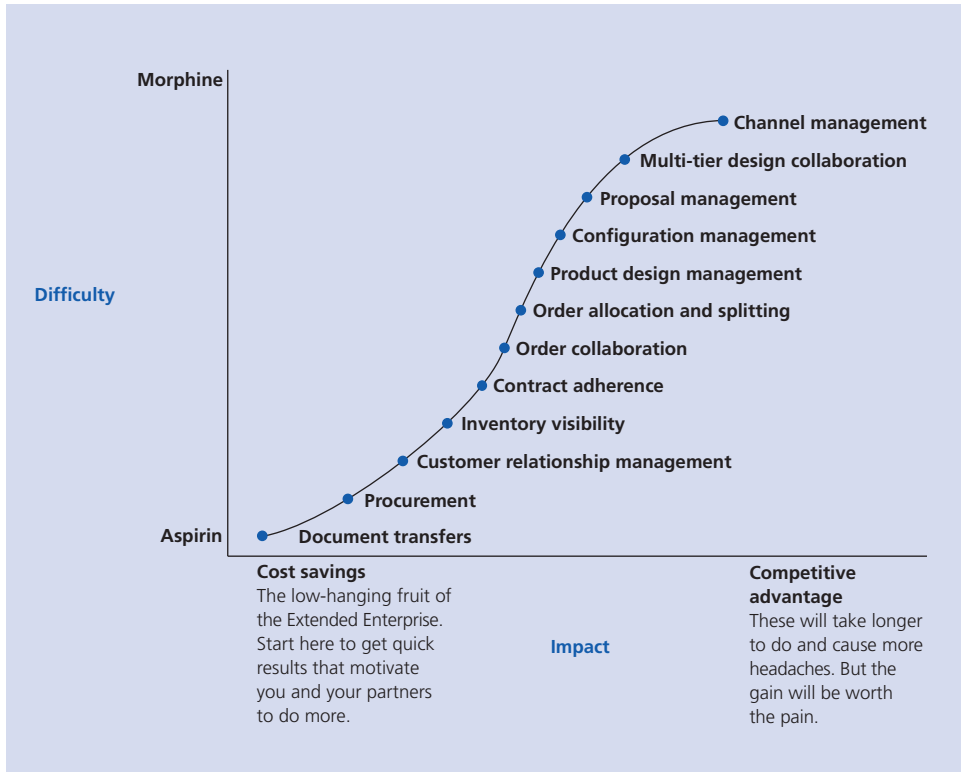 Morphine
Channel management
Multi-tier design collaboration
Proposal management
Configuration management
Product design management
Difficulty
Order allocation and splitting
Order collaboration
Contract adherence
Inventory visibility
Customer relationship management
Procurement
Aspirin
Document transfers
Cost savings
The low-hanging fruit of
the Extended Enterprise.
Start here to get quick
results that motivate
you and your partners
to do more.
Impact
Competitive
advantage
These will take longer
to do and cause more
headaches. But the
gain will be worth
the pain.